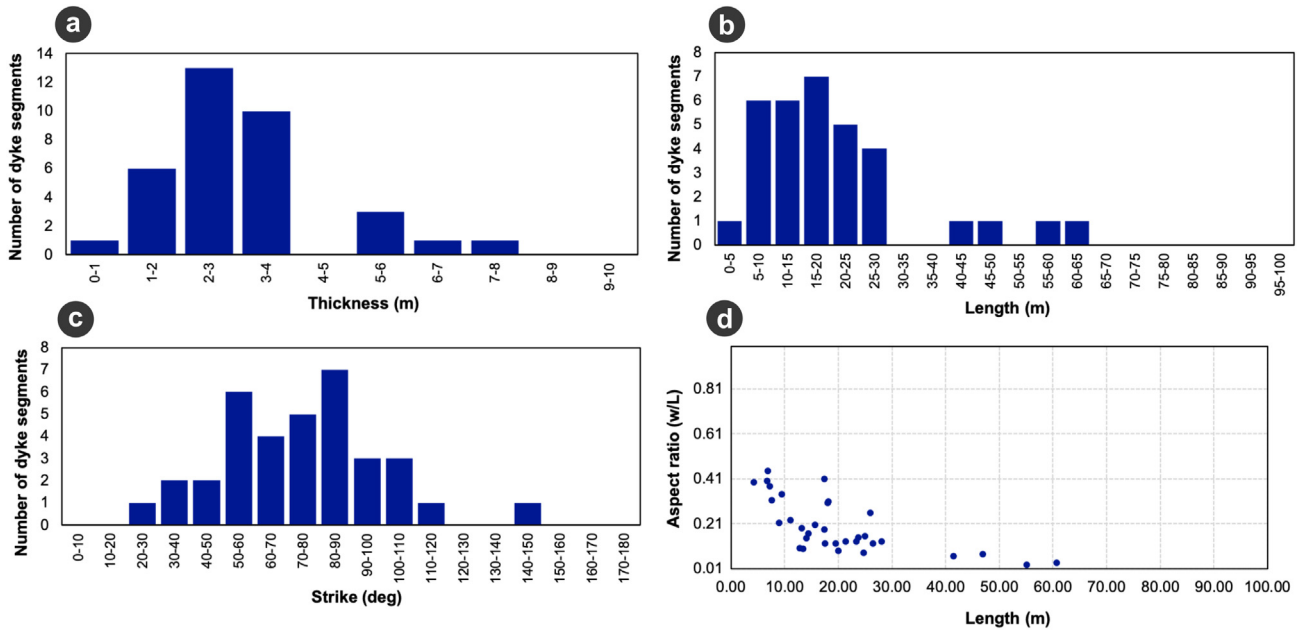 a
14
12
10
8
6
4
2
0
Number of dyke segments
0-1 1-2 2-3 3-4 4-5 5-6 6-7 7-8 8-9 9-10
Thickness (m)
b
8
7
6
5
4
3
2
1
0
Number of dyke segments
0-5 5-10 10-15 15-20 20-25 25-30 30-35 35-40 40-45 45-50 50-55 55-60 60-65 65-70 70-75 75-80 80-85 85-90 90-95 95-100
Length (m)
c
8
7
6
5
4
3
2
1
0
Number of dyke segments
0-10 10-20 20-30 30-40 40-50 50-60 60-70 70-80 80-90 90-100 100-110 110-120 120-130 130-140 140-150 150-160 160-170 170-180
Strike (deg)
d
0.81
0.61
0.41
0.21
0.01
Aspect ratio (w/L)
0.00 10.00 20.00 30.00 40.00 50.00 60.00 70.00 80.00 90.00 100.00
Length (m)